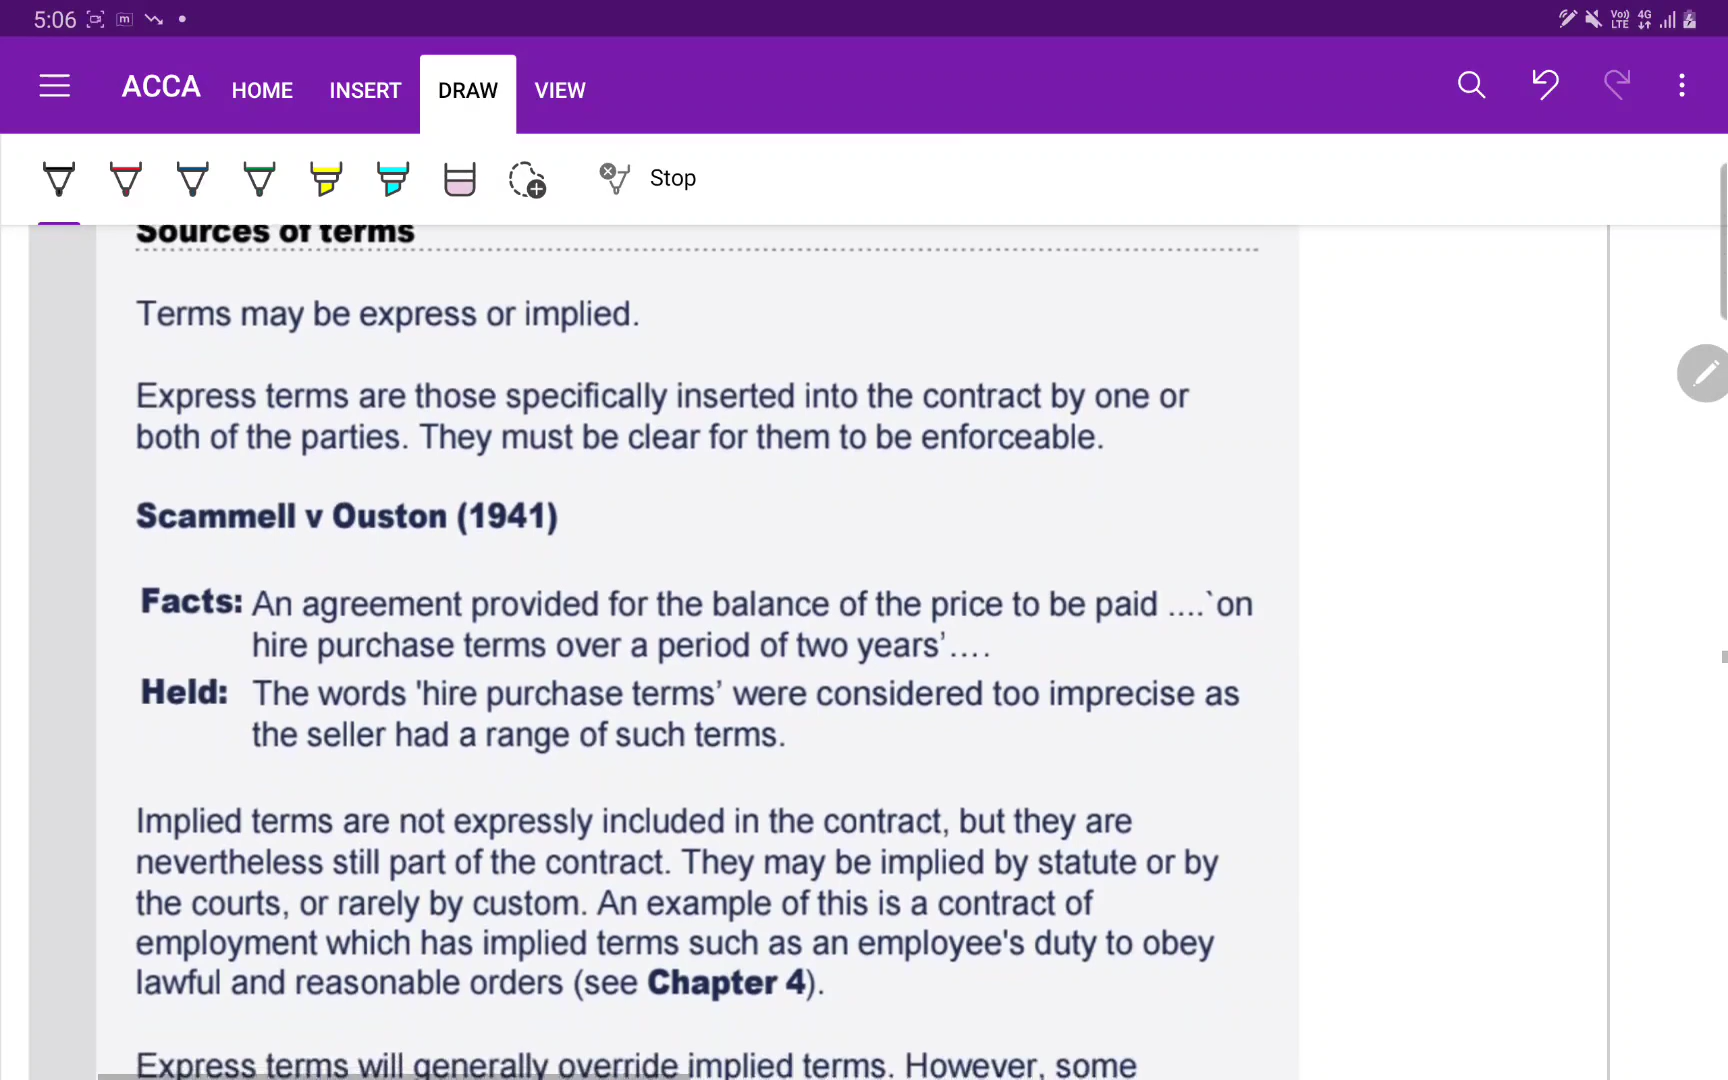 5:06
Vo)) LTE 4G
ACCA HOME INSERT DRAW VIEW
Stop
Sources of terms
Terms may be express or implied.
Express terms are those specifically inserted into the contract by one or
both of the parties. They must be clear for them to be enforceable.
Scammell v Ouston (1941)
Facts: An agreement provided for the balance of the price to be paid ....`on
hire purchase terms over a period of two years’....
Held: The words 'hire purchase terms’ were considered too imprecise as
the seller had a range of such terms.
Implied terms are not expressly included in the contract, but they are
nevertheless still part of the contract. They may be implied by statute or by
the courts, or rarely by custom. An example of this is a contract of
employment which has implied terms such as an employee's duty to obey
lawful and reasonable orders (see Chapter 4).
Express terms will generally override implied terms. However, some